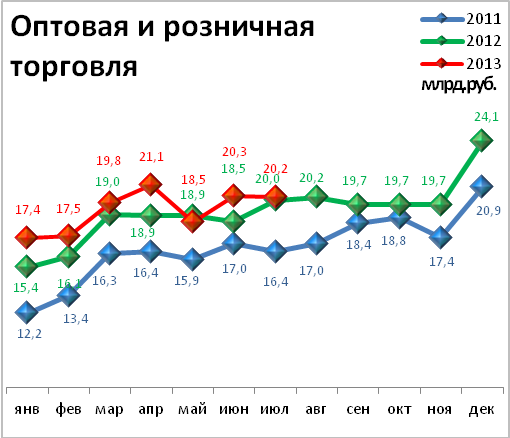 Оптовая и розничная
торговля
2011
2012
2013
млрд.руб.
17,4 17,5 19,8 21,1 18,5 20,3 20,2
15,4 16,1 19,0 18,9 18,9 18,5 20,0 20,2 19,7 19,7 19,7 24,1
12,2 13,4 16,3 16,4 15,9 17,0 16,4 17,0 18,4 18,8 17,4 20,9
янв фев мар апр май июн июл авг сен окт ноя дек